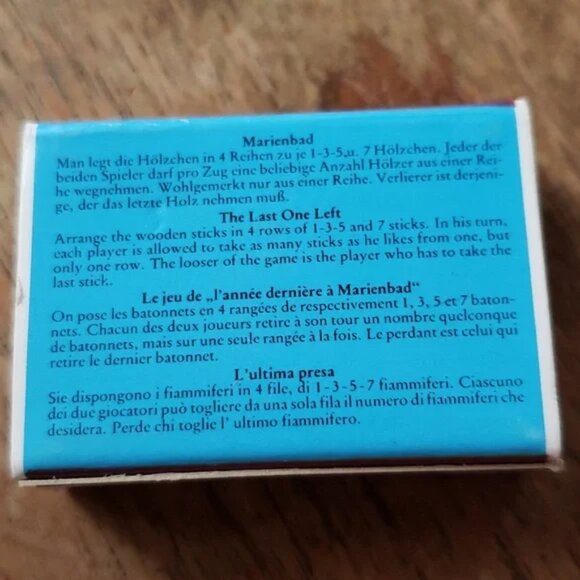 Marienbad
Man legt die Hölzchen in 4 Reihen zu je 1-3-5 u. 7 Hölzchen. Jeder der
beiden Spieler darf pro Zug eine beliebige Anzahl Hölzer aus einer Rei-
he wegnehmen. Wohlgemerkt nur aus einer Reihe. Verlierer ist derjeni-
ge, der das letzte Holz nehmen muß.
The Last One Left
Arrange the wooden sticks in 4 rows of 1-3-5 and 7 sticks. In his turn,
each player is allowed to take as many sticks as he likes from one, but
only one row. The looser of the game is the player who has to take the
last stick.
Le jeu de „l'année dernière à Marienbad“
On pose les batonnets en 4 rangées de respectivement 1, 3, 5 et 7 baton-
nets. Chacun des deux joueurs retire à son tour un nombre quelconque
de batonnets, mais sur une seule rangée à la fois. Le perdant est celui qui
retire le dernier batonnet.
L'ultima presa
Sie dispongono i fiammiferi in 4 file, di 1-3-5-7 fiammiferi. Ciascuno
dei due giocatori può togliere da una sola fila il numero di fiammiferi che
desidera. Perde chi toglie l' ultimo fiammifero.